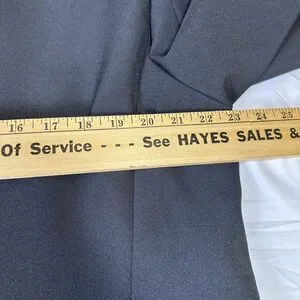 16 17 18 19 20 21 22 23 24 25
Of Service - - - See HAYES SALES &